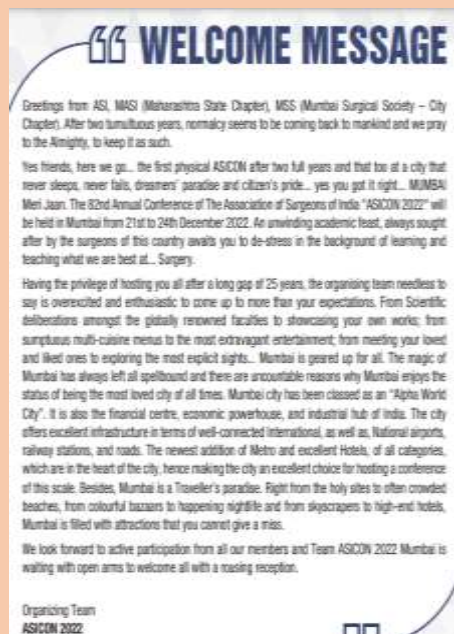 WELCOME MESSAGE
Greetings from ASI, MASI (Maharashtra State Chapter), MSS (Mumbai Surgical Society – City
Chapter). After two tumultuous years, normalcy seems to be coming back to mankind and we pray
to the Almighty, to keep it as such.
Yes friends, here we go... the first physical ASICON after two full years and that too at a city that
never sleeps, never fails, dreamers' paradise and citizen's pride... yes you got it right... MUMBAI
Meri Jaan. The 82nd Annual Conference of The Association of Surgeons of India "ASICON 2022" will
be held in Mumbai from 21st to 24th December 2022. An unwinding academic feast, always sought
after by the surgeons of this country awaits you to de-stress in the background of learning and
teaching what we are best at... Surgery.
Having the privilege of hosting you all after a long gap of 25 years, the organising team needless to
say is overexcited and enthusiastic to come up to more than your expectations. From Scientific
deliberations amongst the globally renowned faculties to showcasing your own works; from
sumptuous multi-cuisine menus to the most extravagant entertainment; from meeting your loved
and liked ones to exploring the most explicit sights... Mumbai is geared up for all. The magic of
Mumbai has always left all spellbound and there are uncountable reasons why Mumbai enjoys the
status of being the most loved city of all times. Mumbai city has been classed as an "Alpha World
City". It is also the financial centre, economic powerhouse, and industrial hub of India. The city
offers excellent infrastructure in terms of well-connected International, as well as, National airports,
railway stations, and roads. The newest addition of Metro and excellent Hotels, of all categories,
which are in the heart of the city, hence making the city an excellent choice for hosting a conference
of this scale. Besides, Mumbai is a Traveller's paradise. Right from the holy sites to often crowded
beaches, from colourful bazaars to happening nightlife and from skyscrapers to high-end hotels,
Mumbai is filled with attractions that you cannot give a miss.
We look forward to active participation from all our members and Team ASICON 2022 Mumbai is
waiting with open arms to welcome all with a rousing reception.
Organizing Team
ASICON 2022